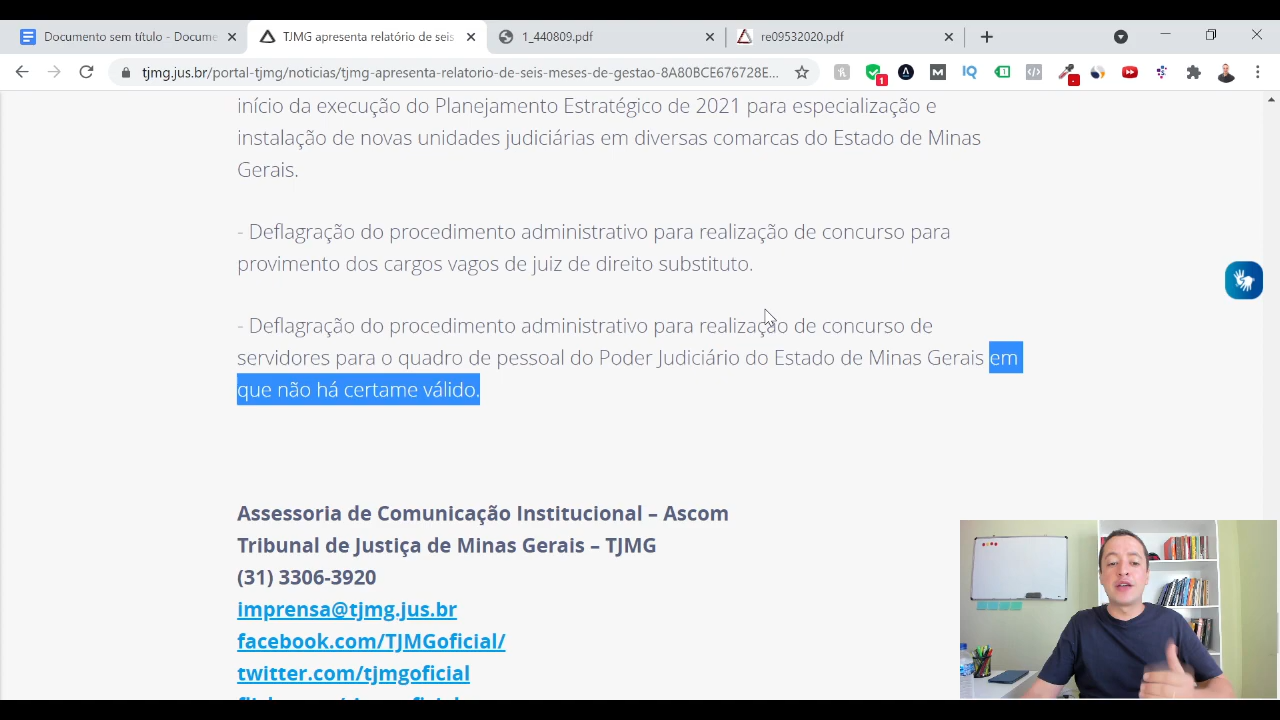 Documento sem título - Docume
TJMG apresenta relatório de seis
1_440809.pdf
re09532020.pdf
tjmg.jus.br/portal-tjmg/noticias/tjmg-apresenta-relatorio-de-seis-meses-de-gestao-8A80BCE676728E...
IQ
1
início da execução do Planejamento Estratégico de 2021 para especialização e
instalação de novas unidades judiciárias em diversas comarcas do Estado de Minas
Gerais.
- Deflagração do procedimento administrativo para realização de concurso para
provimento dos cargos vagos de juiz de direito substituto.
- Deflagração do procedimento administrativo para realização de concurso de
servidores para o quadro de pessoal do Poder Judiciário do Estado de Minas Gerais em
que não há certame válido.
Assessoria de Comunicação Institucional – Ascom
Tribunal de Justiça de Minas Gerais – TJMG
(31) 3306-3920
imprensa@tjmg.jus.br
facebook.com/TJMGoficial/
twitter.com/tjmgoficial